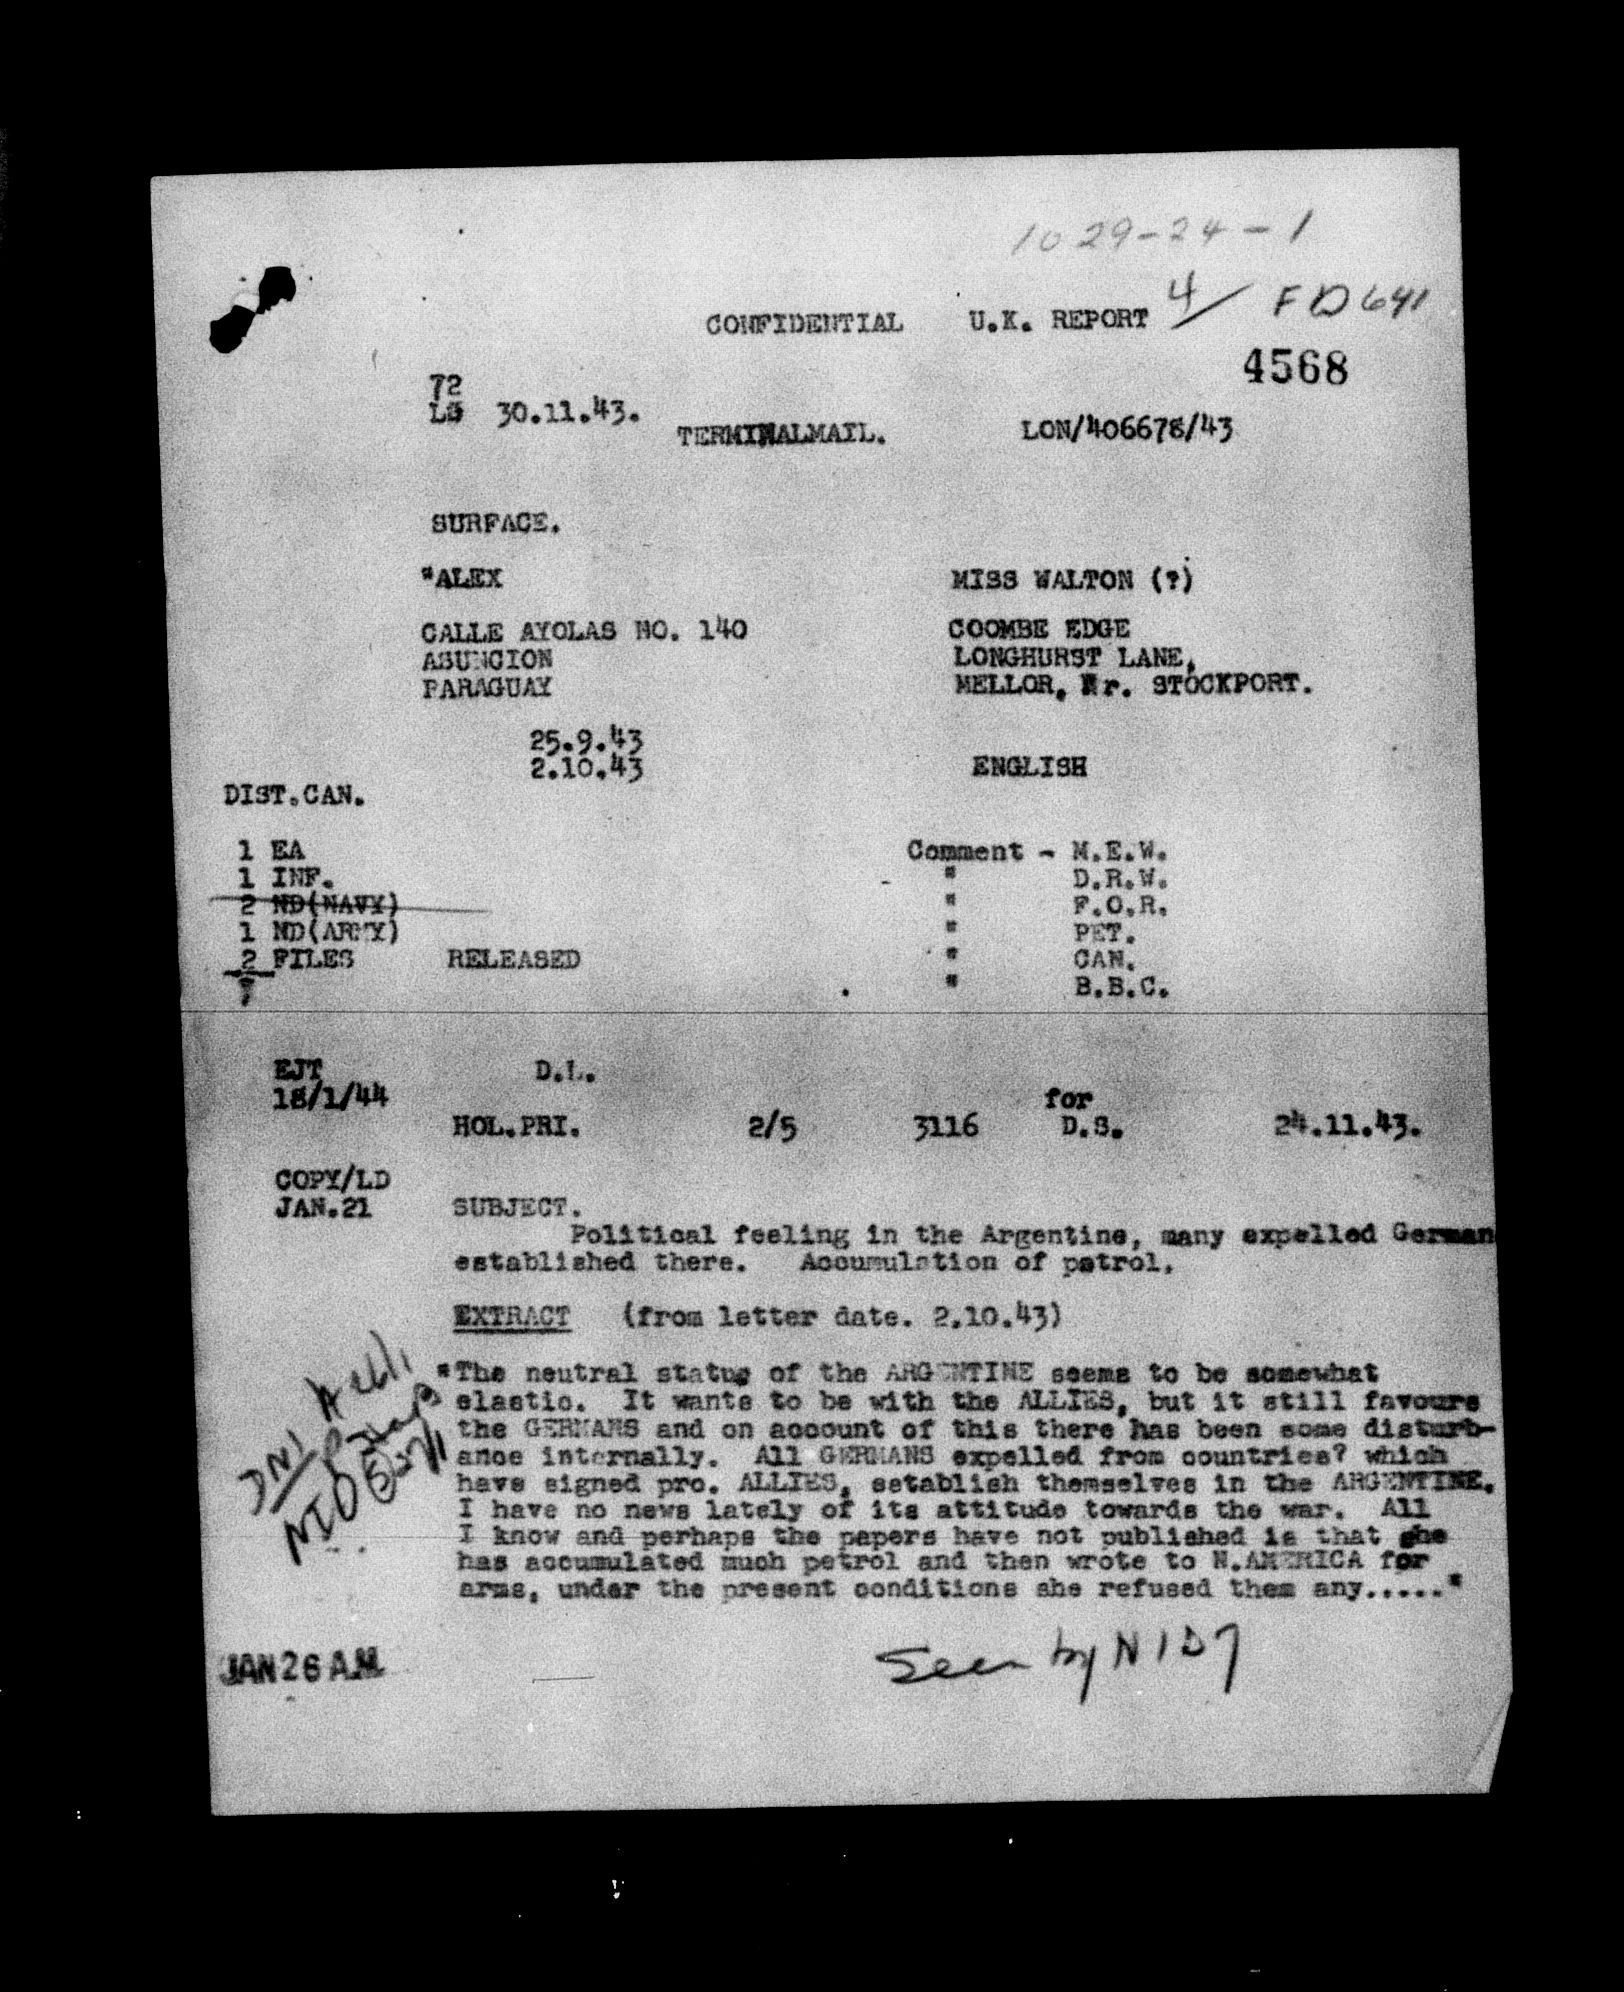 1029-24-1
CONFIDENTIAL U.K. REPORT 4/ FD641
4568
72
LG 30.11.43.
TERMINALMAIL. LON/406678/43
SURFACE.
"ALEX MISS WALTON (?)
CALLE AYOLAS NO. 140 COOMBE EDGE
ASUNCION LONGHURST LANE,
PARAGUAY MELLOR, Nr. STOCKPORT.
25.9.43
2.10.43 ENGLISH
DIST.CAN.
1 EA Comment - M.E.W.
1 INF. " D.R.W.
2 ND(NAVY) " F.O.R.
1 ND(ARMY) " PET.
2 FILES RELEASED " CAN.
7 " B.B.C.
EJT D.L.
18/1/44 for
HOL.PRI. 2/5 3116 D.S. 24.11.43.
COPY/LD
JAN.21 SUBJECT.
Political feeling in the Argentine, many expelled German
established there. Accumulation of petrol.
EXTRACT (from letter date. 2.10.43)
"The neutral status of the ARGENTINE seems to be somewhat
elastic. It wants to be with the ALLIES, but it still favours
the GERMANS and on account of this there has been some disturb-
ance internally. All GERMANS expelled from countries? which
have signed pro. ALLIES, establish themselves in the ARGENTINE.
I have no news lately of its attitude towards the war. All
I know and perhaps the papers have not published is that she
has accumulated much petrol and then wrote to N.AMERICA for
arms, under the present conditions she refused them any....."
DNI
NID
JAN 26 A.M.
Seen by NID7